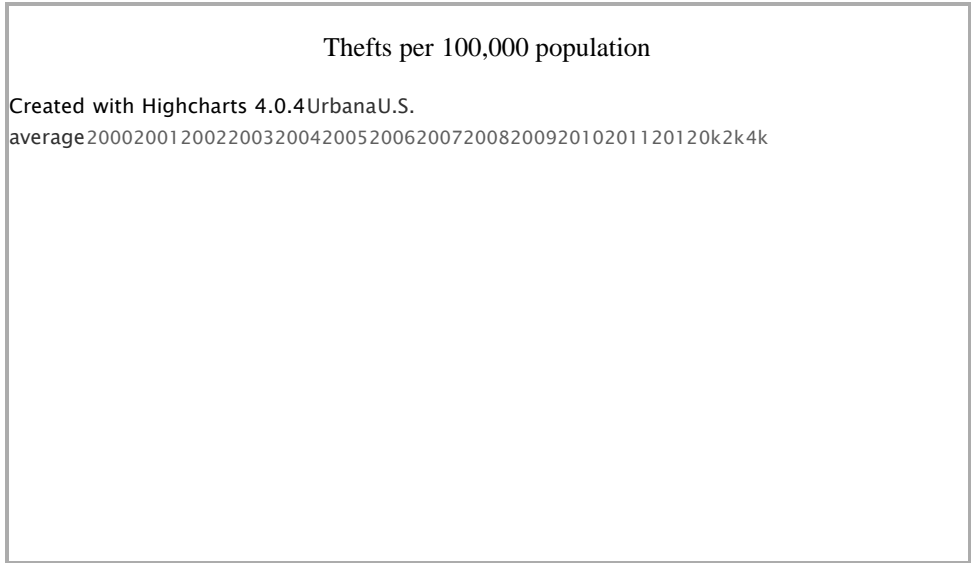 Thefts per 100,000 population
Created with Highcharts 4.0.4UrbanaU.S.
average20002001200220032004200520062007200820092010201120120k2k4k